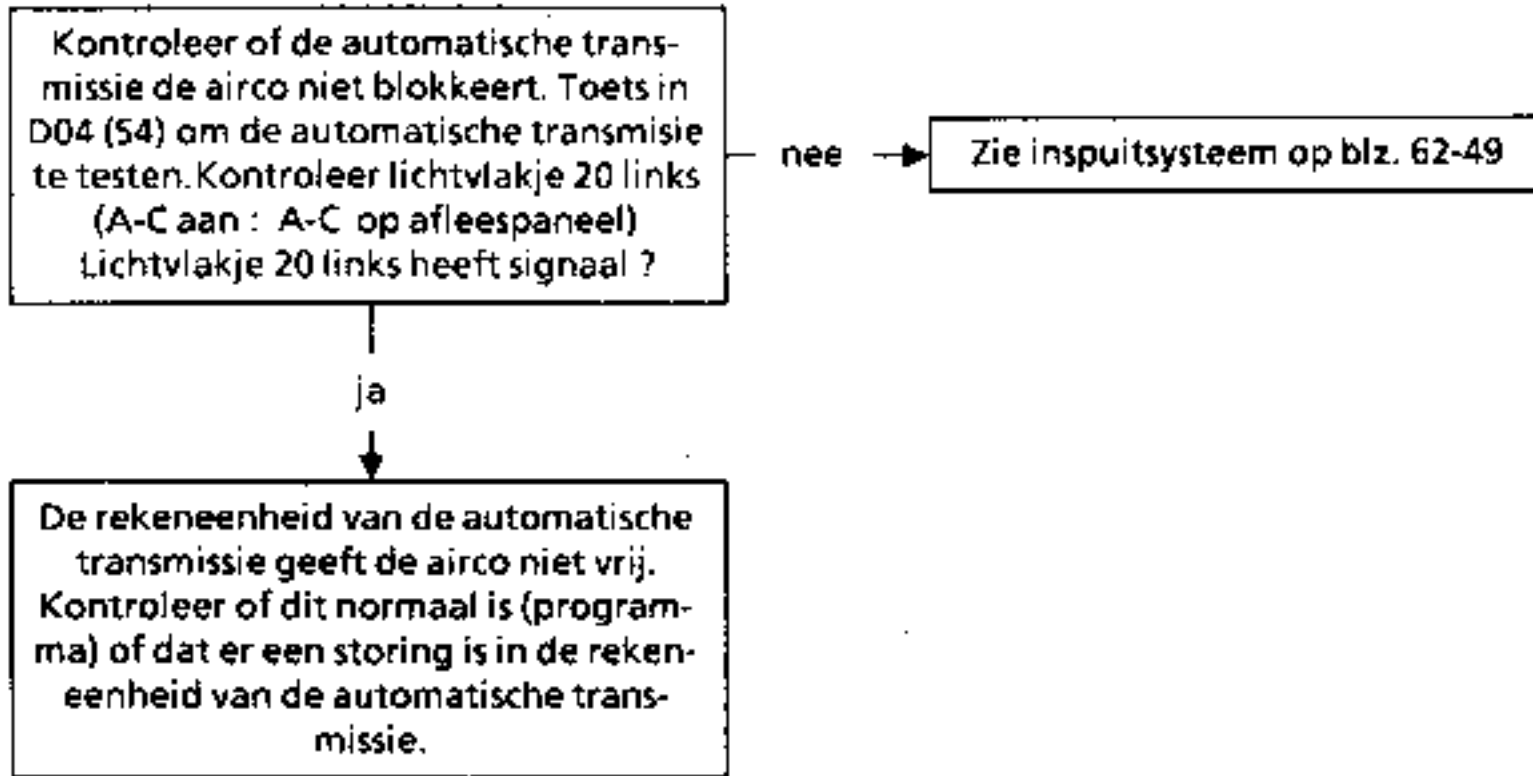 Kontroleer of de automatische trans-
missie de airco niet blokkeert. Toets in
D04 (54) om de automatische transmisie
te testen. Kontroleer lichtvlakje 20 links
(A-C aan : A-C op afleespaneel)
Lichtvlakje 20 links heeft signaal ?
nee
Zie inspuitsysteem op blz. 62-49
ja
De rekeneenheid van de automatische
transmissie geeft de airco niet vrij.
Kontroleer of dit normaal is (program-
ma) of dat er een storing is in de reken-
eenheid van de automatische trans-
missie.